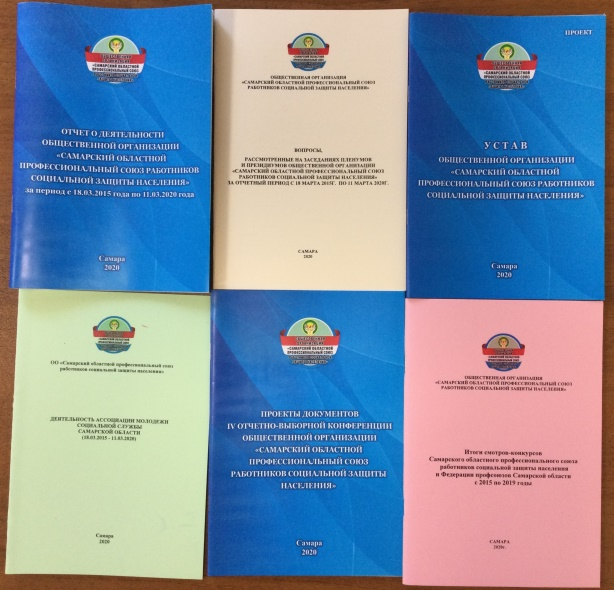 ОТЧЕТ О ДЕЯТЕЛЬНОСТИ
ОБЩЕСТВЕННОЙ ОРГАНИЗАЦИИ
«САМАРСКИЙ ОБЛАСТНОЙ
ПРОФЕССИОНАЛЬНЫЙ СОЮЗ РАБОТНИКОВ
СОЦИАЛЬНОЙ ЗАЩИТЫ НАСЕЛЕНИЯ»
за период с 18.03.2015 года по 11.03.2020 года
Самара
2020
ОБЩЕСТВЕННАЯ ОРГАНИЗАЦИЯ
«САМАРСКИЙ ОБЛАСТНОЙ ПРОФЕССИОНАЛЬНЫЙ СОЮЗ
РАБОТНИКОВ СОЦИАЛЬНОЙ ЗАЩИТЫ НАСЕЛЕНИЯ»
ВОПРОСЫ,
РАССМОТРЕННЫЕ НА ЗАСЕДАНИЯХ ПЛЕНУМОВ
И ПРЕЗИДИУМОВ ОБЩЕСТВЕННОЙ ОРГАНИЗАЦИИ
«САМАРСКИЙ ОБЛАСТНОЙ ПРОФЕССИОНАЛЬНЫЙ СОЮЗ
РАБОТНИКОВ СОЦИАЛЬНОЙ ЗАЩИТЫ НАСЕЛЕНИЯ»
ЗА ОТЧЕТНЫЙ ПЕРИОД С 18 МАРТА 2015Г. ПО 11 МАРТА 2020Г.
САМАРА
2020
ПРОЕКТ
САМАРСКИЙ ОБЛАСТНОЙ
ПРОФЕССИОНАЛЬНЫЙ СОЮЗ
УСТАВ
ОБЩЕСТВЕННОЙ ОРГАНИЗАЦИИ
«САМАРСКИЙ ОБЛАСТНОЙ
ПРОФЕССИОНАЛЬНЫЙ СОЮЗ РАБОТНИКОВ
СОЦИАЛЬНОЙ ЗАЩИТЫ НАСЕЛЕНИЯ»
Самара
2020
ОО «Самарский областной профессиональный союз
работников социальной защиты населения»
ДЕЯТЕЛЬНОСТЬ АССОЦИАЦИИ МОЛОДЕЖИ
СОЦИАЛЬНОЙ СЛУЖБЫ
САМАРСКОЙ ОБЛАСТИ
(18.03.2015 - 11.03.2020)
Самара
2020
САМАРСКИЙ ОБЛАСТНОЙ
ПРОФЕССИОНАЛЬНЫЙ СОЮЗ
ПРОЕКТЫ ДОКУМЕНТОВ
IV ОТЧЕТНО-ВЫБОРНОЙ КОНФЕРЕНЦИИ
ОБЩЕСТВЕННОЙ ОРГАНИЗАЦИИ
«САМАРСКИЙ ОБЛАСТНОЙ
ПРОФЕССИОНАЛЬНЫЙ СОЮЗ
РАБОТНИКОВ СОЦИАЛЬНОЙ ЗАЩИТЫ
НАСЕЛЕНИЯ»
Самара
2020
ОБЩЕСТВЕННАЯ ОРГАНИЗАЦИЯ
«САМАРСКИЙ ОБЛАСТНОЙ ПРОФЕССИОНАЛЬНЫЙ СОЮЗ
РАБОТНИКОВ СОЦИАЛЬНОЙ ЗАЩИТЫ НАСЕЛЕНИЯ»
Итоги смотров-конкурсов
Самарского областного профессионального союза
работников социальной защиты населения
и Федерации профсоюзов Самарской области
с 2015 по 2019 годы
САМАРА
2020г.